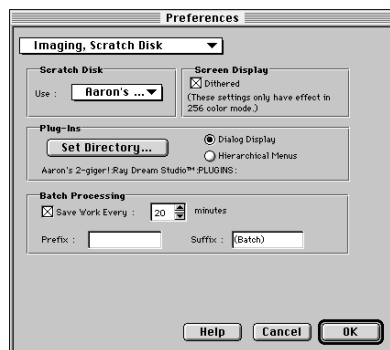 Preferences
Imaging, Scratch Disk
Scratch Disk
Use : Aaron's ...
Screen Display
Dithered
(These settings only have effect in
256 color mode.)
Plug-Ins
Set Directory...
Dialog Display
Hierarchical Menus
Aaron's 2-giger!:Ray Dream Studio™:PLUGINS:
Batch Processing
Save Work Every : 20 minutes
Prefix : Suffix : (Batch)
Help Cancel OK